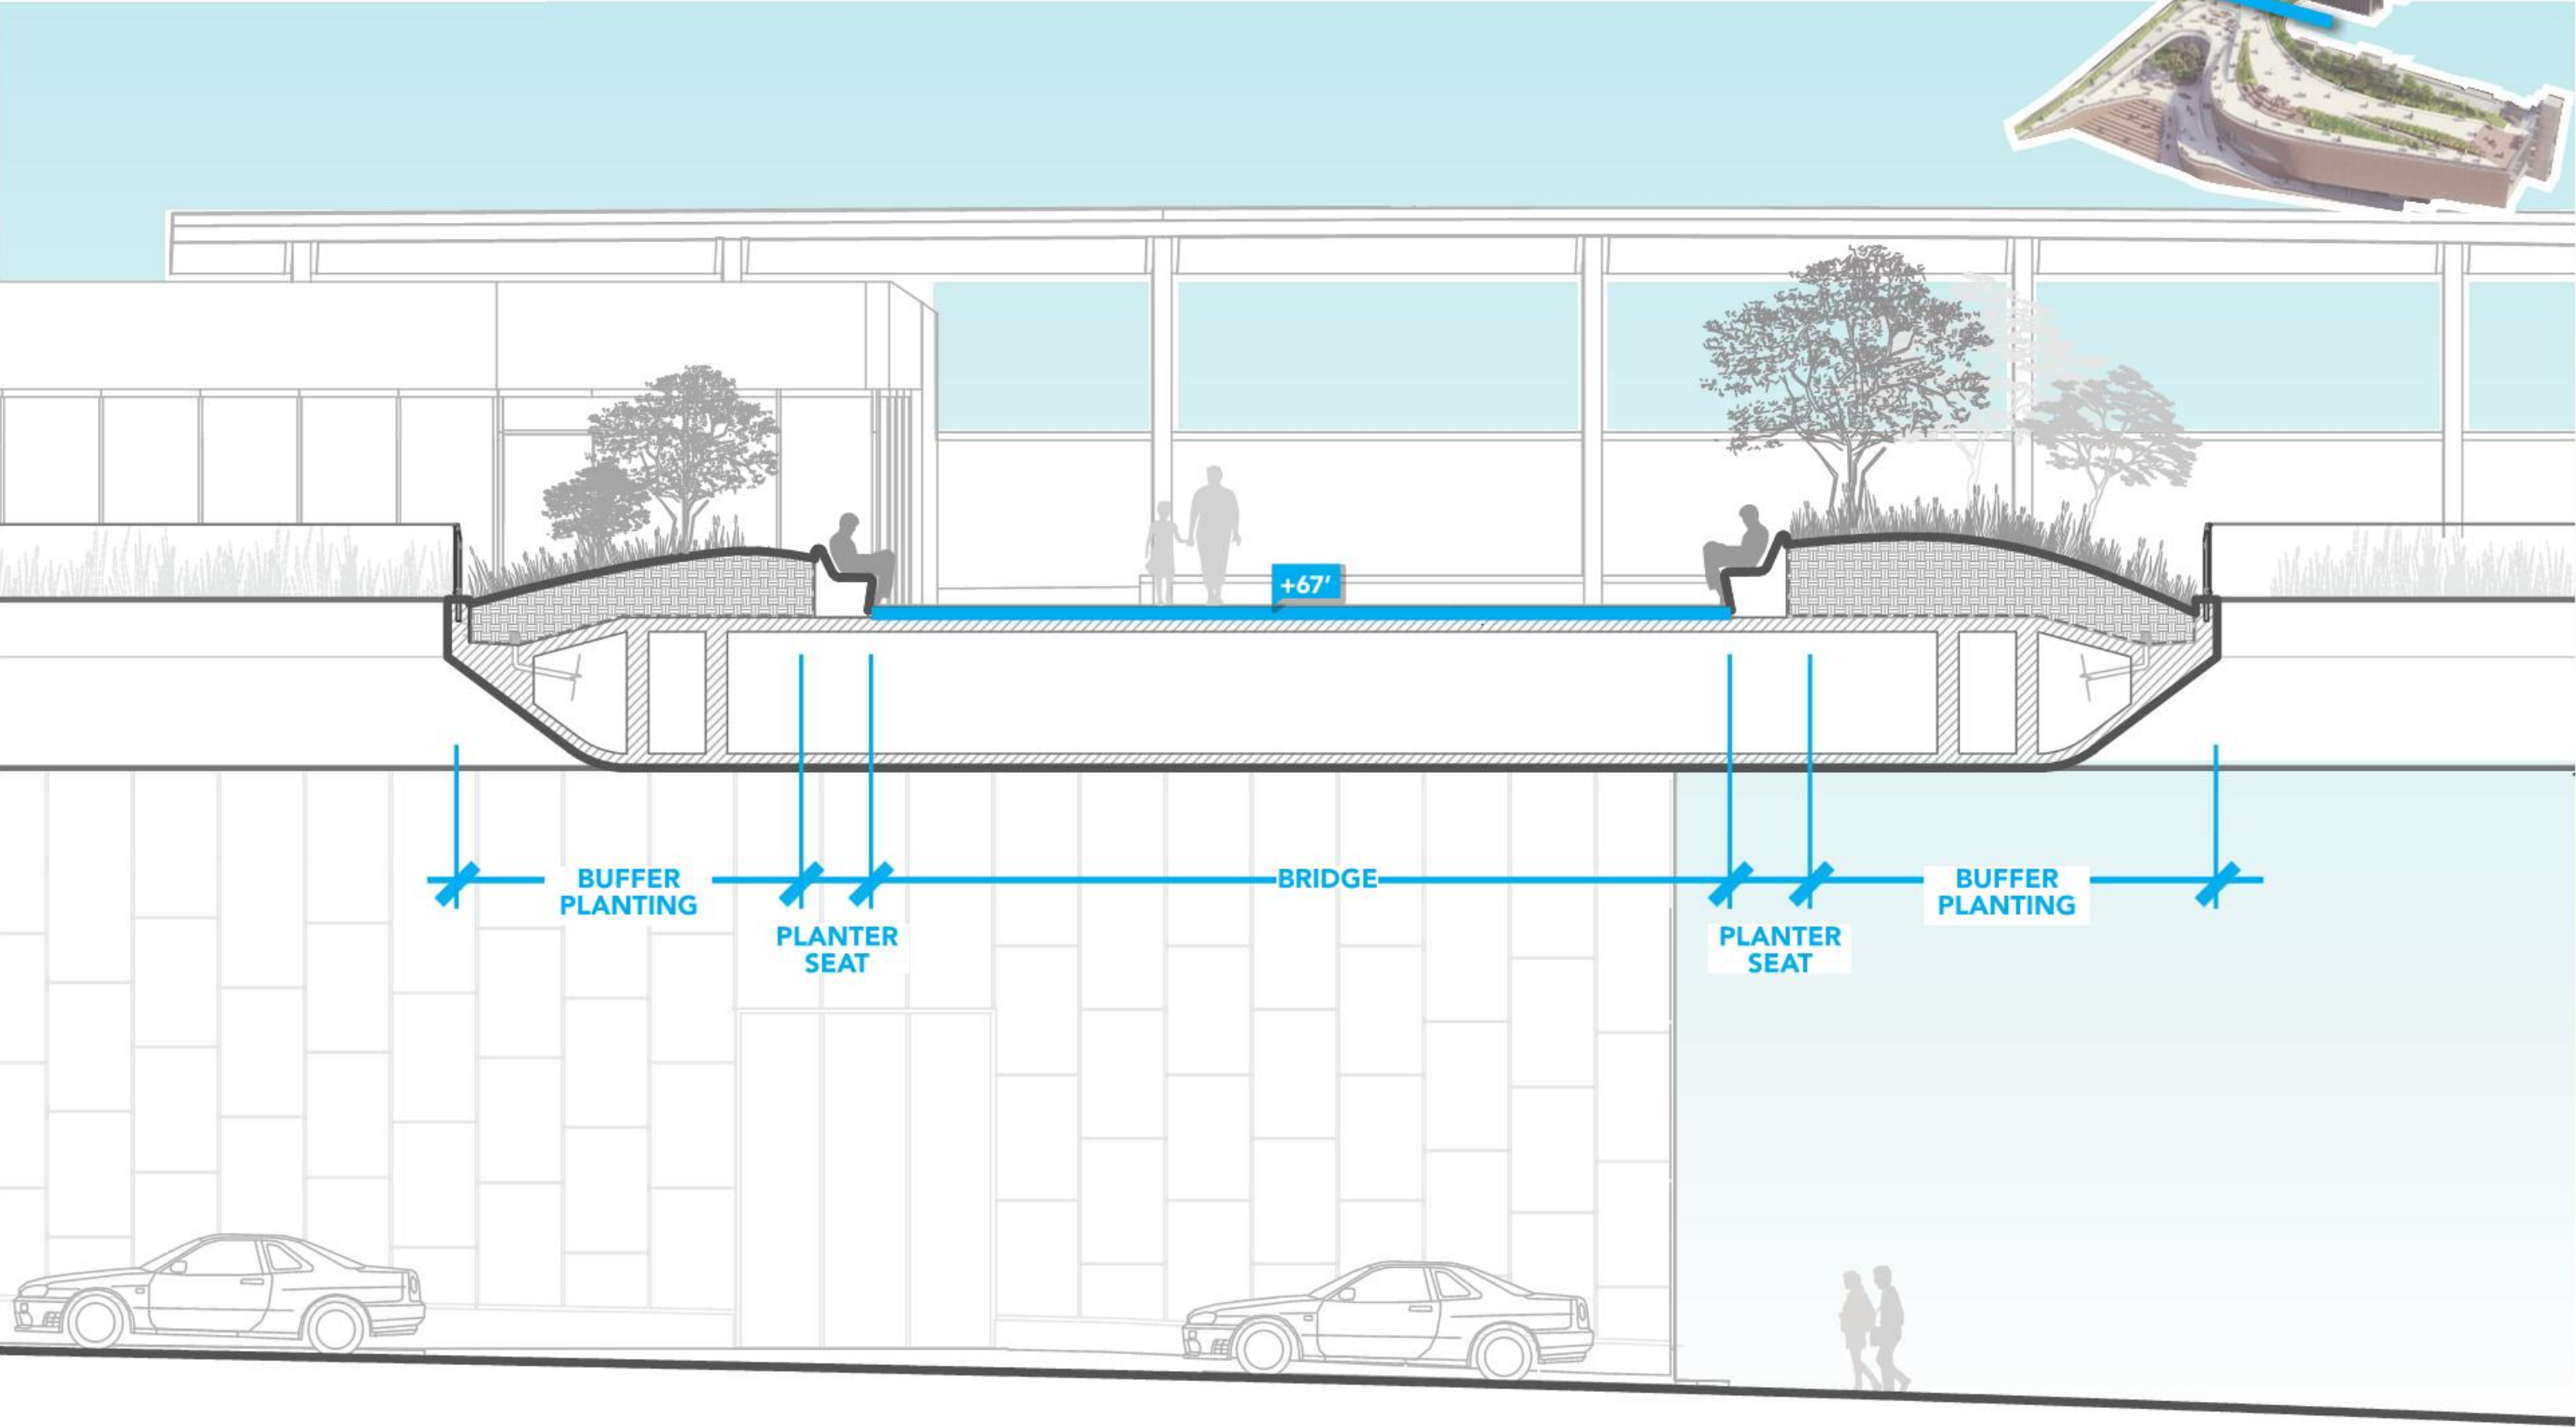 +67’
BUFFER
PLANTING
PLANTER
SEAT
BRIDGE
PLANTER
SEAT
BUFFER
PLANTING